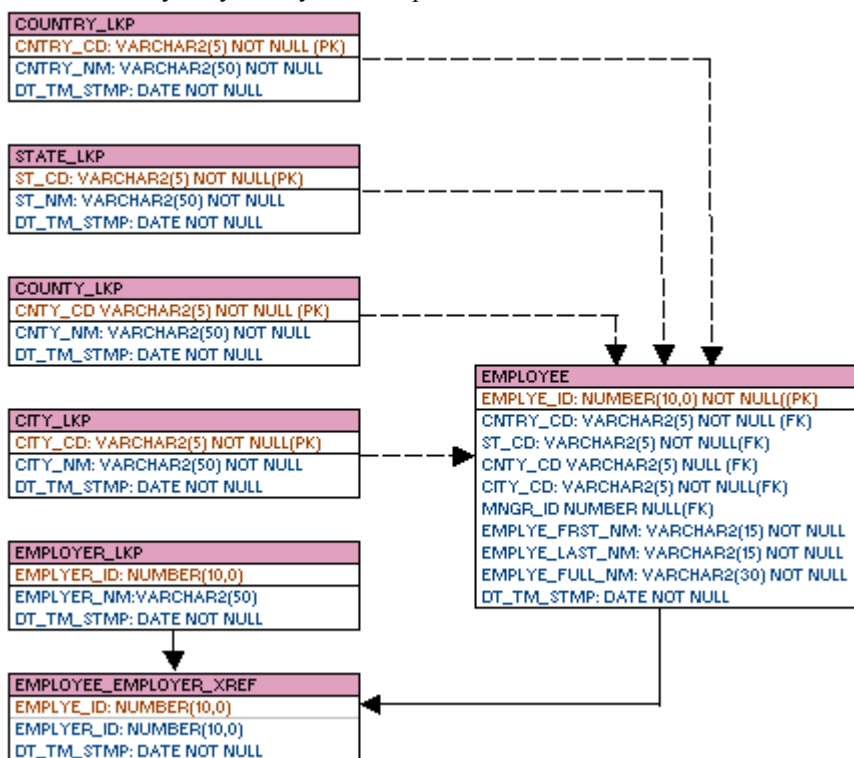 COUNTRY_LKP
CNTRY_CD: VARCHAR2(5) NOT NULL (PK)
CNTRY_NM: VARCHAR2(50) NOT NULL
DT_TM_STMP: DATE NOT NULL
STATE_LKP
ST_CD: VARCHAR2(5) NOT NULL(PK)
ST_NM: VARCHAR2(50) NOT NULL
DT_TM_STMP: DATE NOT NULL
COUNTY_LKP
CNTY_CD VARCHAR2(5) NOT NULL (PK)
CNTY_NM: VARCHAR2(50) NOT NULL
DT_TM_STMP: DATE NOT NULL
CITY_LKP
CITY_CD: VARCHAR2(5) NOT NULL(PK)
CITY_NM: VARCHAR2(50) NOT NULL
DT_TM_STMP: DATE NOT NULL
EMPLOYER_LKP
EMPLYER_ID: NUMBER(10,0)
EMPLYER_NM:VARCHAR2(50)
DT_TM_STMP: DATE NOT NULL
EMPLOYEE_EMPLOYER_XREF
EMPLYE_ID: NUMBER(10,0)
EMPLYER_ID: NUMBER(10,0)
DT_TM_STMP: DATE NOT NULL
EMPLOYEE
EMPLYE_ID: NUMBER(10,0) NOT NULL((PK)
CNTRY_CD: VARCHAR2(5) NOT NULL (FK)
ST_CD: VARCHAR2(5) NOT NULL(FK)
CNTY_CD VARCHAR2(5) NULL (FK)
CITY_CD: VARCHAR2(5) NOT NULL(FK)
MNGR_ID NUMBER NULL(FK)
EMPLYE_FRST_NM: VARCHAR2(15) NOT NULL
EMPLYE_LAST_NM: VARCHAR2(15) NOT NULL
EMPLYE_FULL_NM: VARCHAR2(30) NOT NULL
DT_TM_STMP: DATE NOT NULL